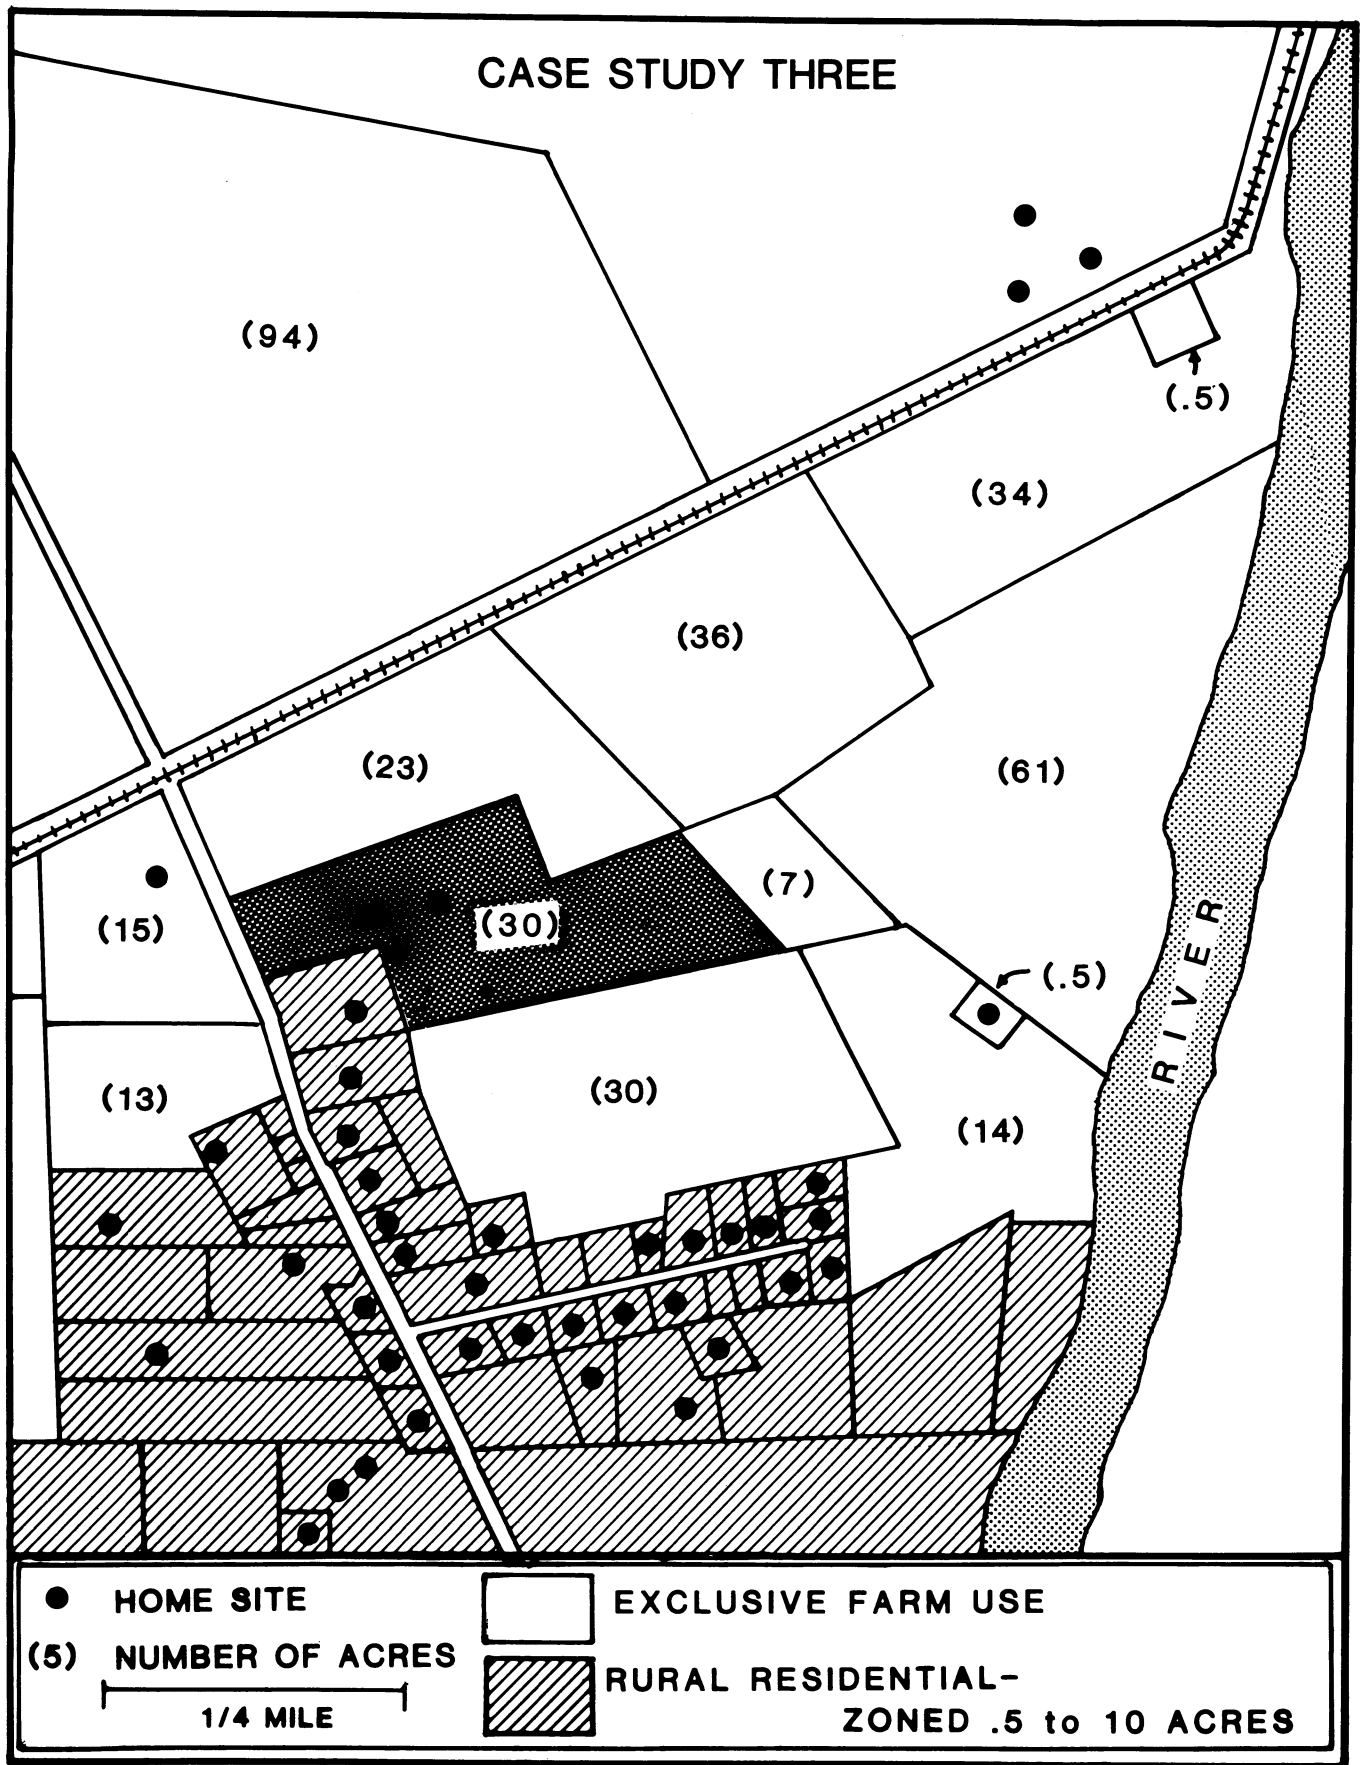 CASE STUDY THREE
(94)
(.5)
(34)
(36)
(23)
(61)
(7)
(15)
(30)
(.5)
(13)
(30)
(14)
RIVER
HOME SITE
(5) NUMBER OF ACRES
1/4 MILE
EXCLUSIVE FARM USE
RURAL RESIDENTIAL-
ZONED .5 to 10 ACRES